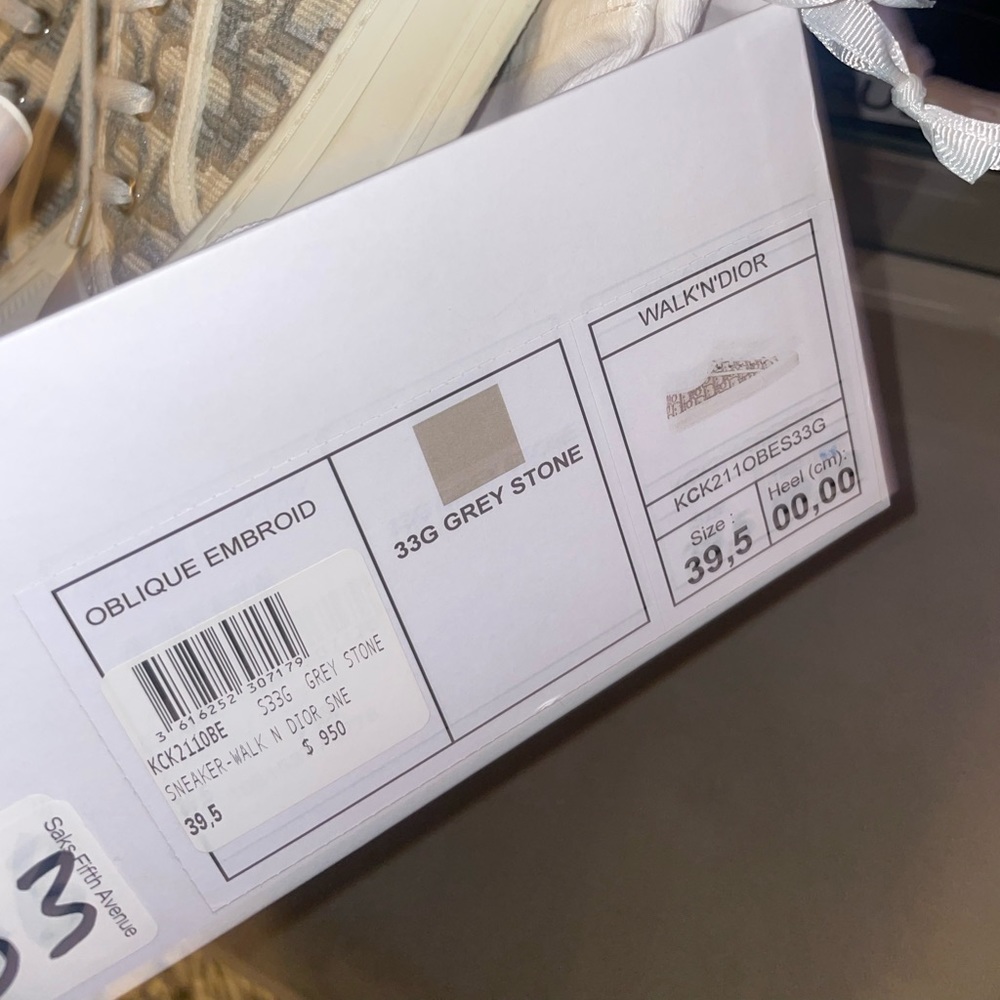 OBLIQUE EMBROID
3 616252 307179
KCK2110BE S33G GREY STONE
SNEAKER-WALK N DIOR SNE
$ 950
39,5
33G GREY STONE
WALK'N'DIOR
KCK211OBES33G
Size :
39,5
Heel (cm):
00,00
Saks Fifth Avenue